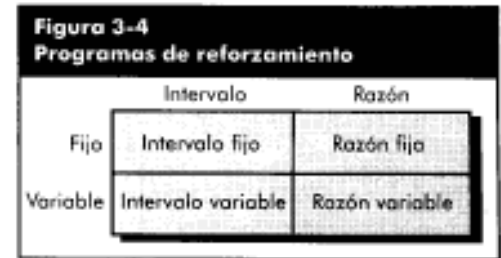 Figura 3-4
Programas de reforzamiento
Intervalo Razón
Fijo Intervalo fijo Razón fija
Variable Intervalo variable Razón variable